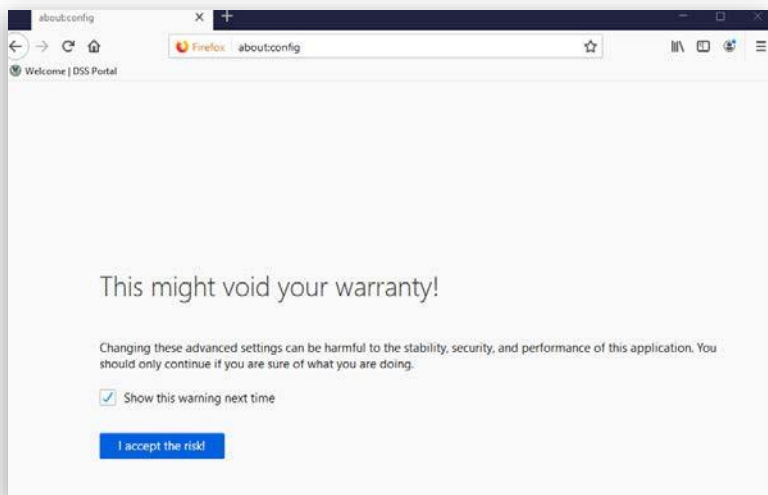 about:config
Firefox about:config
Welcome | DSS Portal
This might void your warranty!
Changing these advanced settings can be harmful to the stability, security, and performance of this application. You
should only continue if you are sure of what you are doing.
Show this warning next time
I accept the risk!